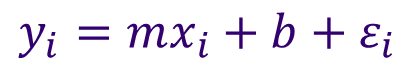 yᵢ = mxᵢ + b + εᵢ